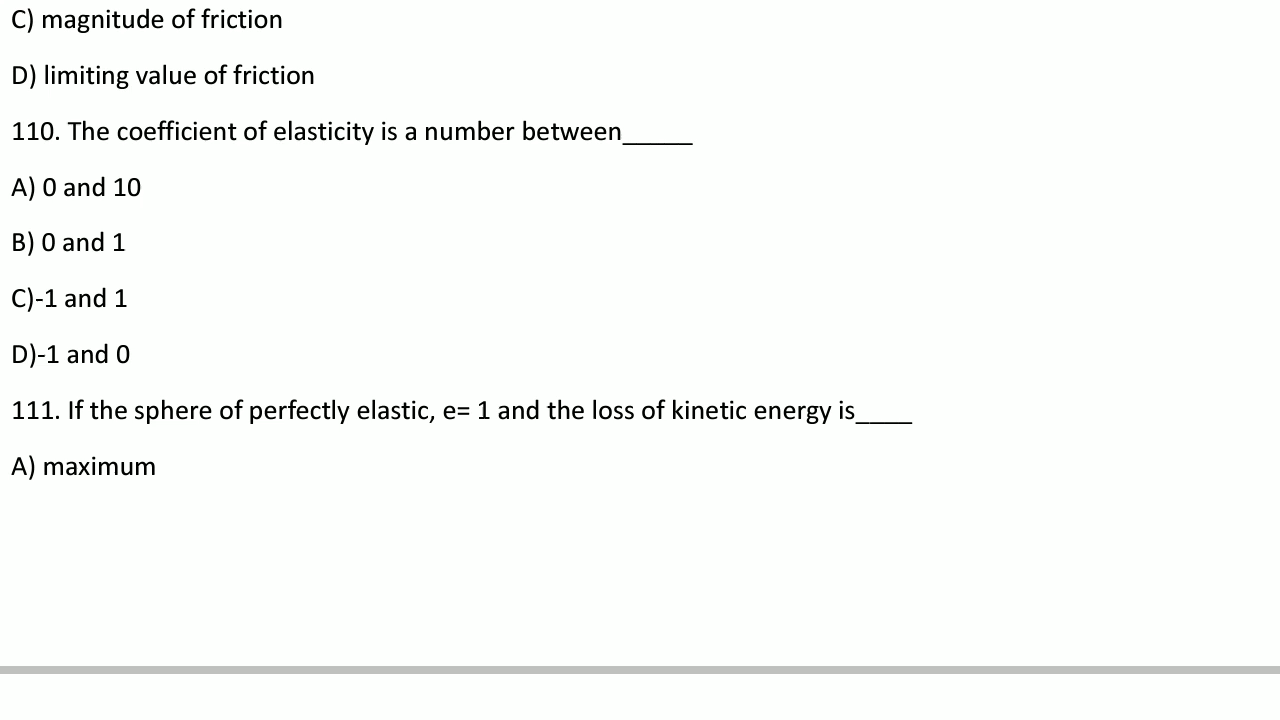 C) magnitude of friction
D) limiting value of friction
110. The coefficient of elasticity is a number between_____
A) 0 and 10
B) 0 and 1
C)-1 and 1
D)-1 and 0
111. If the sphere of perfectly elastic, e= 1 and the loss of kinetic energy is____
A) maximum